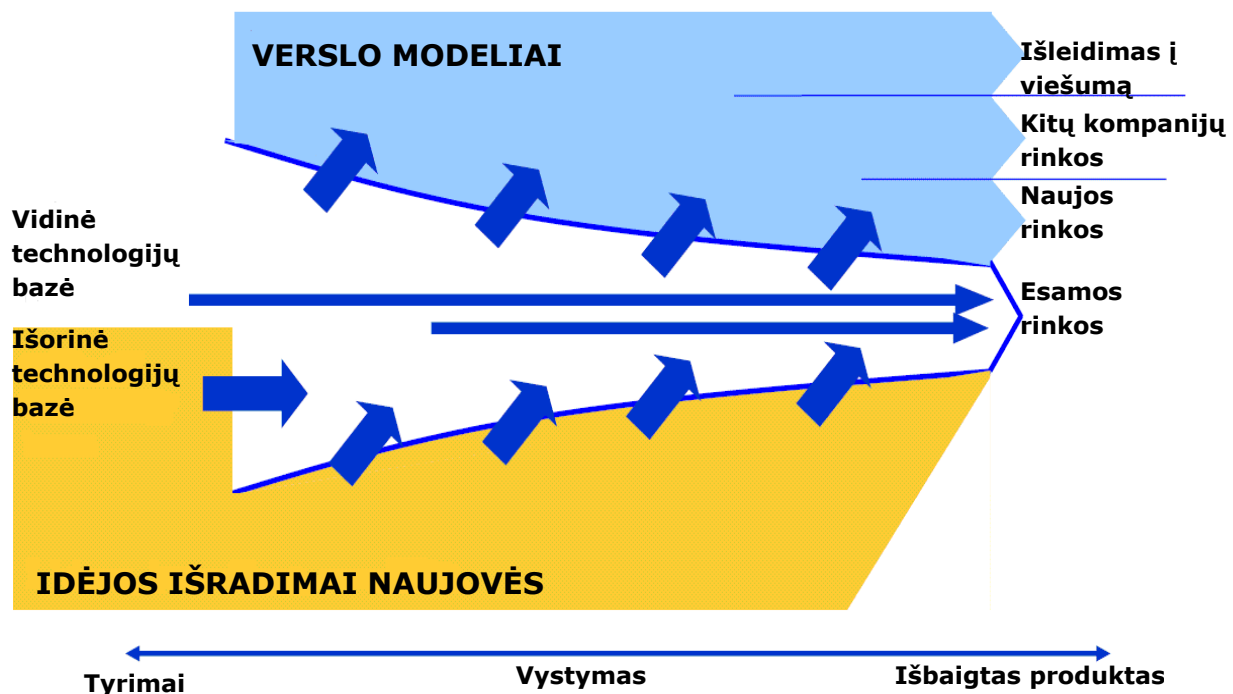 VERSLO MODELIAI
Išleidimas į
viešumą
Kitų kompanijų
rinkos
Naujos
rinkos
Vidinė
technologijų
bazė
Esamos
rinkos
Išorinė
technologijų
bazė
IDĖJOS IŠRADIMAI NAUJOVĖS
Tyrimai
Vystymas
Išbaigtas produktas